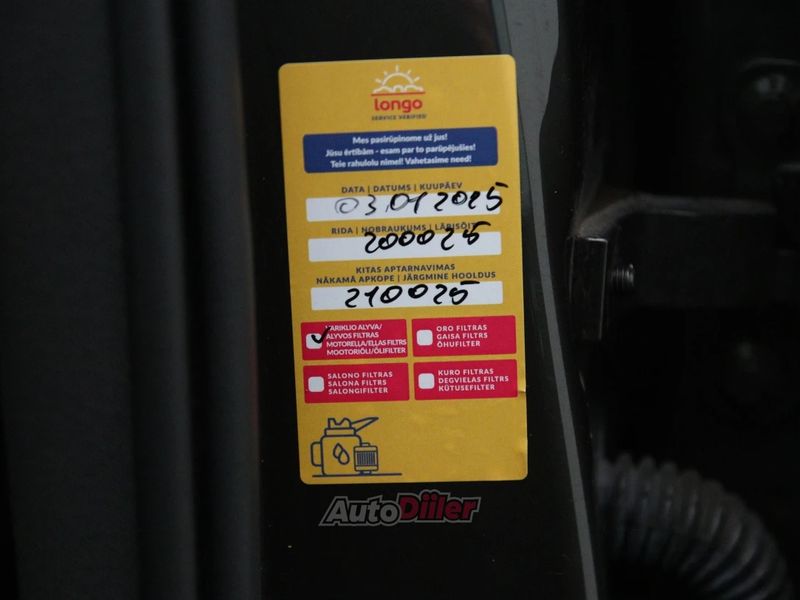 longo
SERVICE VERIFIED
Mes pasirūpinome už jus!
Jūsu ērtībām - esam par to parūpējušies!
Teie rahulolu nimel! Vahetasime need!
DATA | DATUMS | KUUPÄEV
03.01.2025
RIDA | NOBRAUKUMS | LÄBISÕIT
200025
KITAS APTARNAVIMAS
NĀKAMĀ APKOPE | JÄRGMINE HOOLDUS
210025
VARIKLIO ALYVA/
ALYVOS FILTRAS
MOTOREĻĻA/EĻĻAS FILTRS
MOOTORIÕLI/ÕLIFILTER
ORO FILTRAS
GAISA FILTRS
ÕHUFILTER
SALONO FILTRAS
SALONA FILTRS
SALONGIFILTER
KURO FILTRAS
DEGVIELAS FILTRS
KÜTUSEFILTER
AutoDiiler